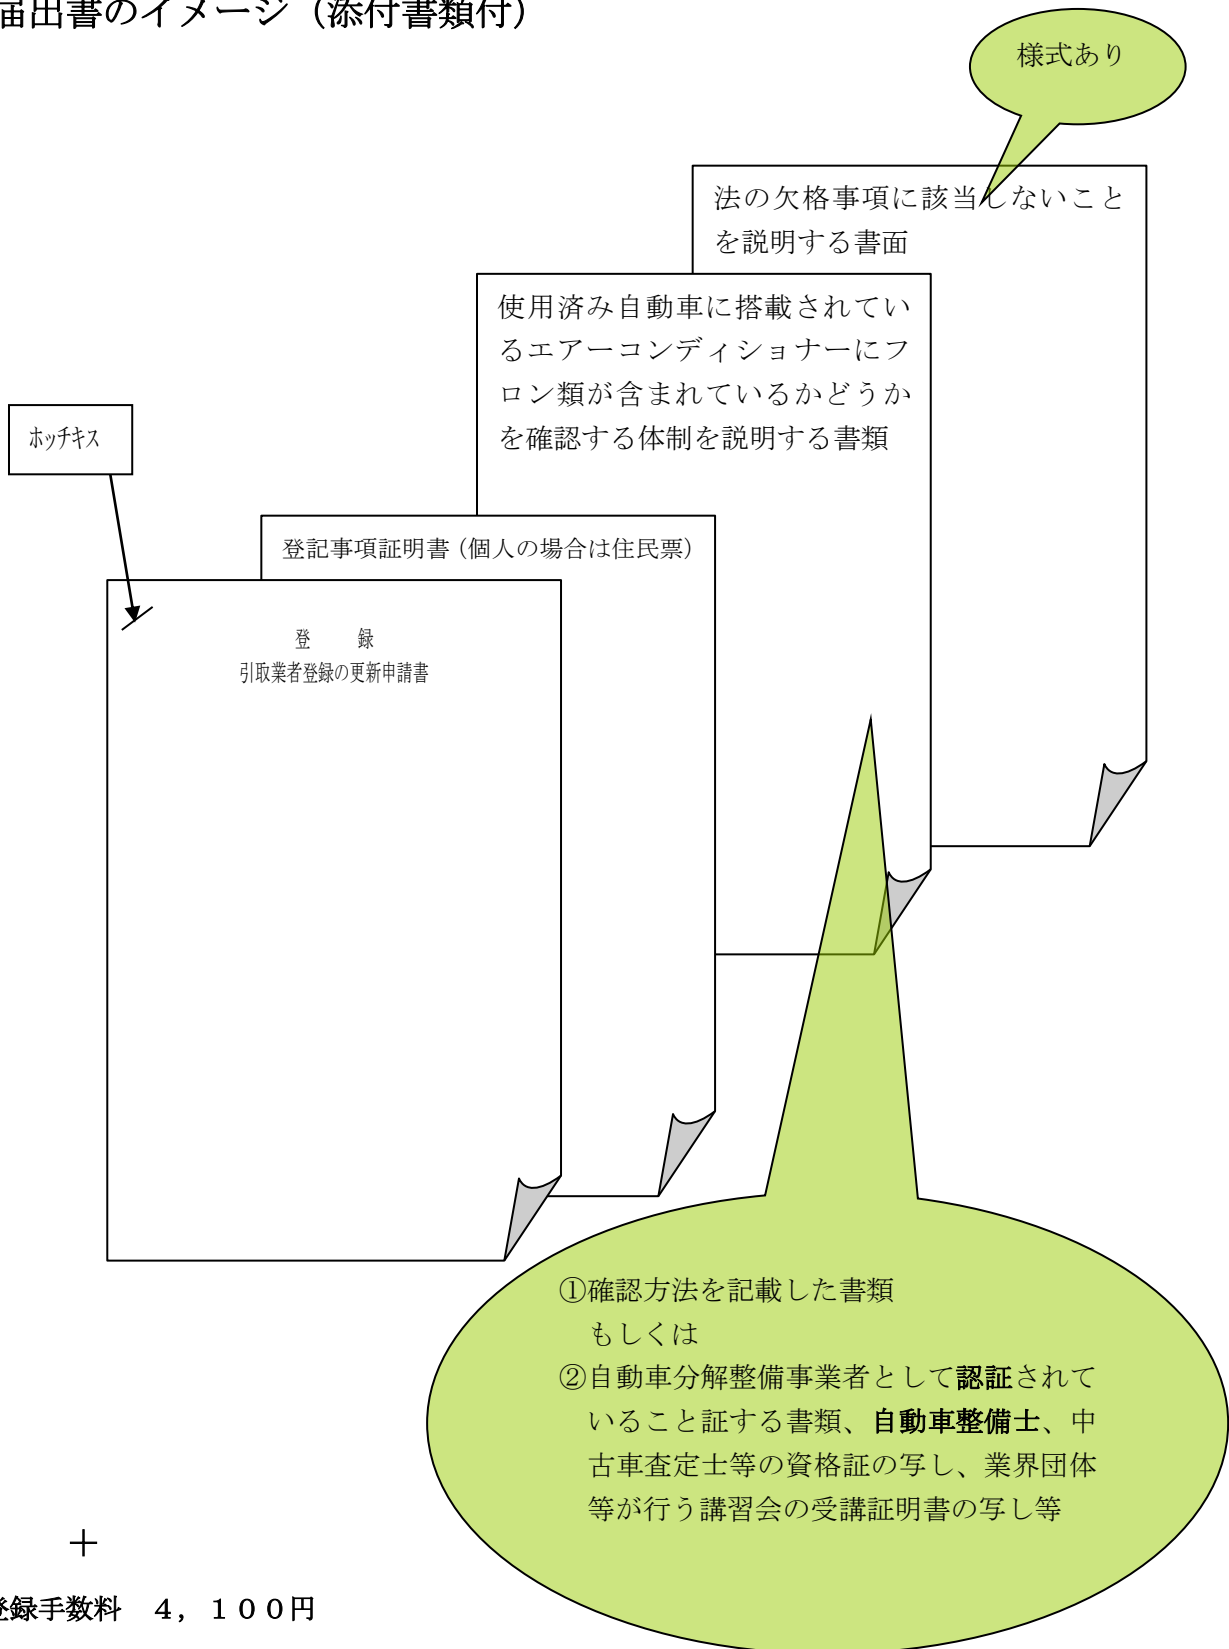 届出書のイメージ（添付書類付）
様式あり
法の欠格事項に該当しないこと
を説明する書面
使用済み自動車に搭載されてい
るエアーコンディショナーにフ
ロン類が含まれているかどうか
を確認する体制を説明する書類
ホッチキス
登記事項証明書（個人の場合は住民票）
登　　録
引取業者登録の更新申請書
①確認方法を記載した書類
もしくは
②自動車分解整備事業者として認証されて
いること証する書類、自動車整備士、中
古車査定士等の資格証の写し、業界団体
等が行う講習会の受講証明書の写し等
＋
登録手数料　４，１００円